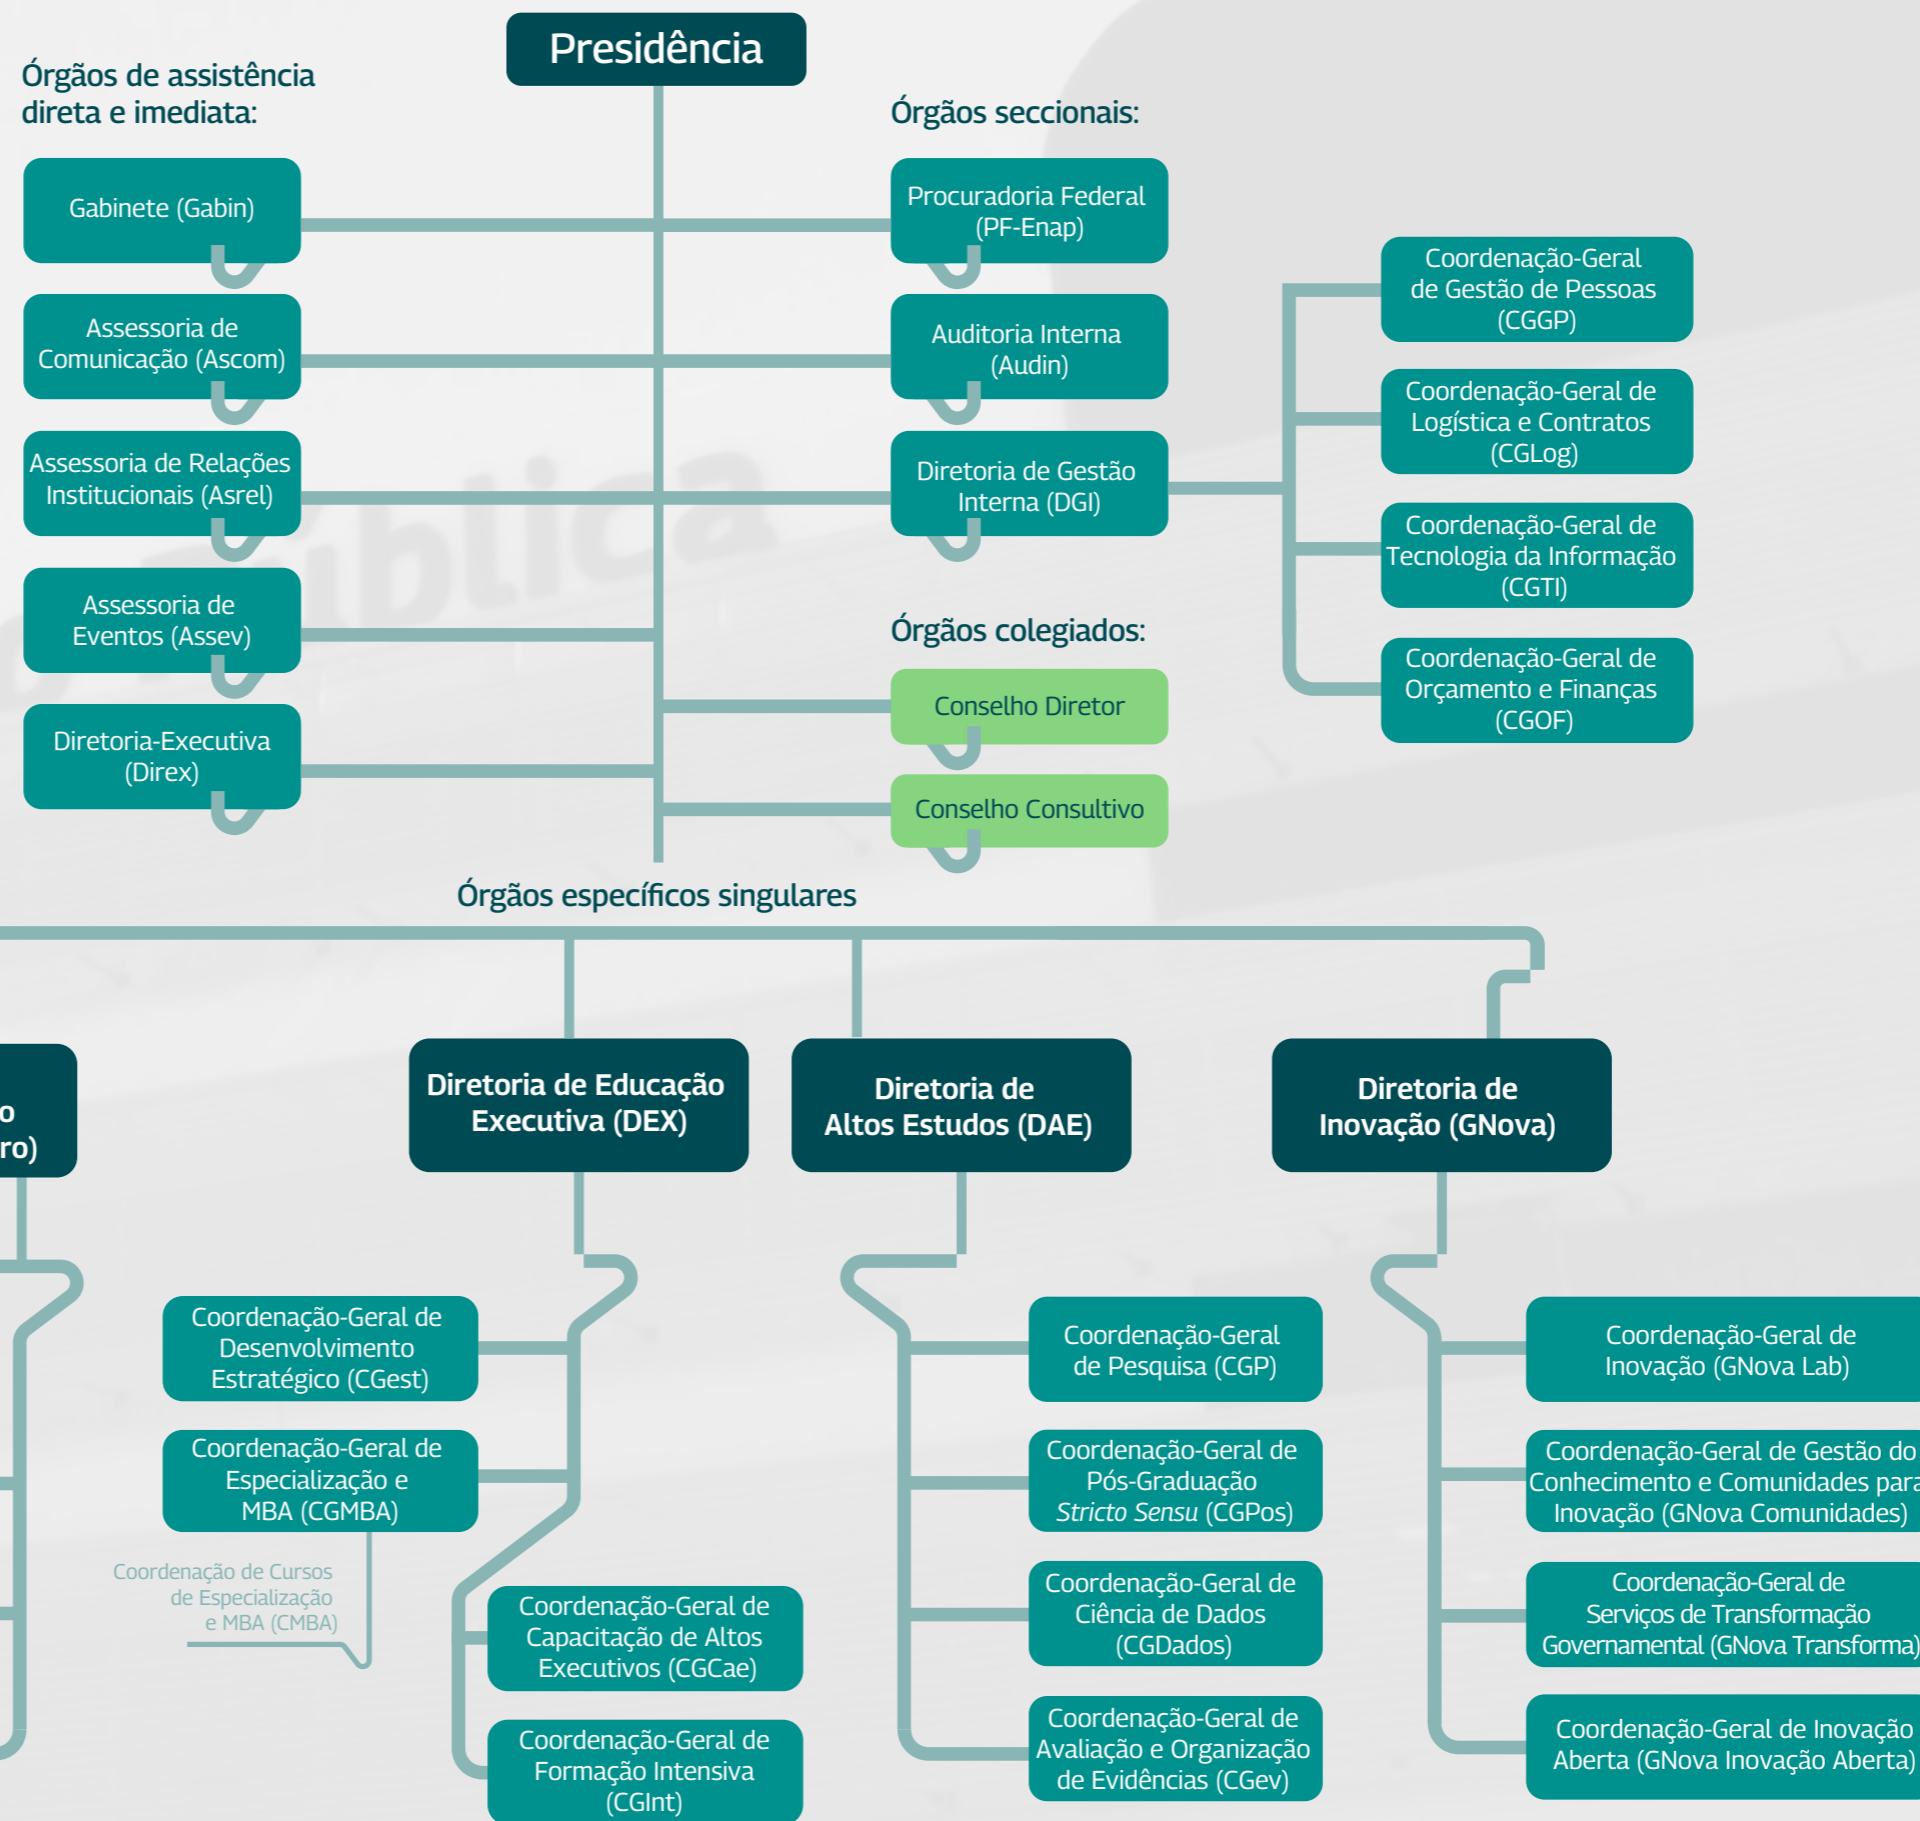 Presidência
Órgãos de assistência
direta e imediata:
Gabinete (Gabin)
Assessoria de
Comunicação (Ascom)
Assessoria de Relações
Institucionais (Asrel)
Assessoria de
Eventos (Assev)
Diretoria-Executiva
(Direx)
Órgãos seccionais:
Procuradoria Federal
(PF-Enap)
Auditoria Interna
(Audin)
Diretoria de Gestão
Interna (DGI)
Coordenação-Geral
de Gestão de Pessoas
(CGGP)
Coordenação-Geral de
Logística e Contratos
(CGLog)
Coordenação-Geral de
Tecnologia da Informação
(CGTI)
Coordenação-Geral de
Orçamento e Finanças
(CGOF)
Órgãos colegiados:
Conselho Diretor
Conselho Consultivo
Órgãos específicos singulares
o
ro)
Diretoria de Educação
Executiva (DEX)
Coordenação-Geral de
Desenvolvimento
Estratégico (CGest)
Coordenação-Geral de
Especialização e
MBA (CGMBA)
Coordenação de Cursos
de Especialização
e MBA (CMBA)
Coordenação-Geral de
Capacitação de Altos
Executivos (CGCae)
Coordenação-Geral de
Formação Intensiva
(CGInt)
Diretoria de
Altos Estudos (DAE)
Coordenação-Geral
de Pesquisa (CGP)
Coordenação-Geral de
Pós-Graduação
Stricto Sensu (CGPos)
Coordenação-Geral de
Ciência de Dados
(CGDados)
Coordenação-Geral de
Avaliação e Organização
de Evidências (CGev)
Diretoria de
Inovação (GNova)
Coordenação-Geral de
Inovação (GNova Lab)
Coordenação-Geral de Gestão do
Conhecimento e Comunidades para
Inovação (GNova Comunidades)
Coordenação-Geral de
Serviços de Transformação
Governamental (GNova Transforma)
Coordenação-Geral de Inovação
Aberta (GNova Inovação Aberta)